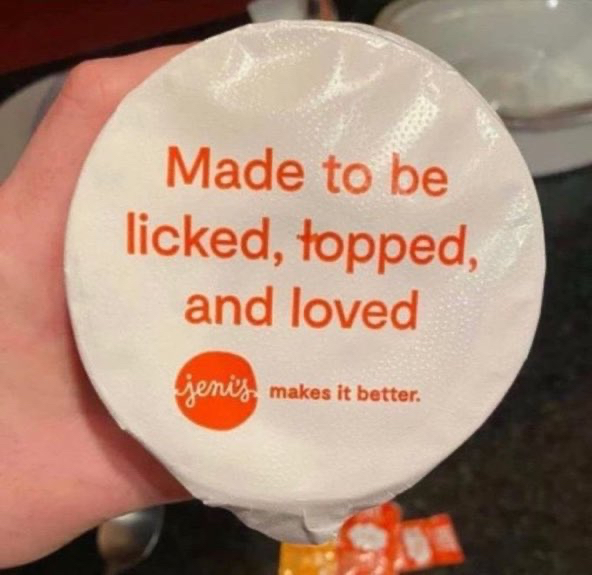 Made to be
licked, topped,
and loved
jeni's makes it better.